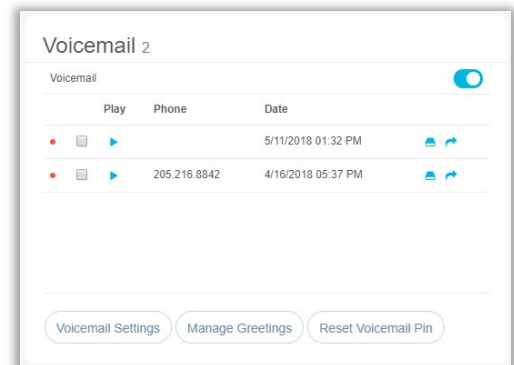 Voicemail 2
Voicemail
Play Phone Date
5/11/2018 01:32 PM
205.216.8842 4/16/2018 05:37 PM
Voicemail Settings Manage Greetings Reset Voicemail Pin